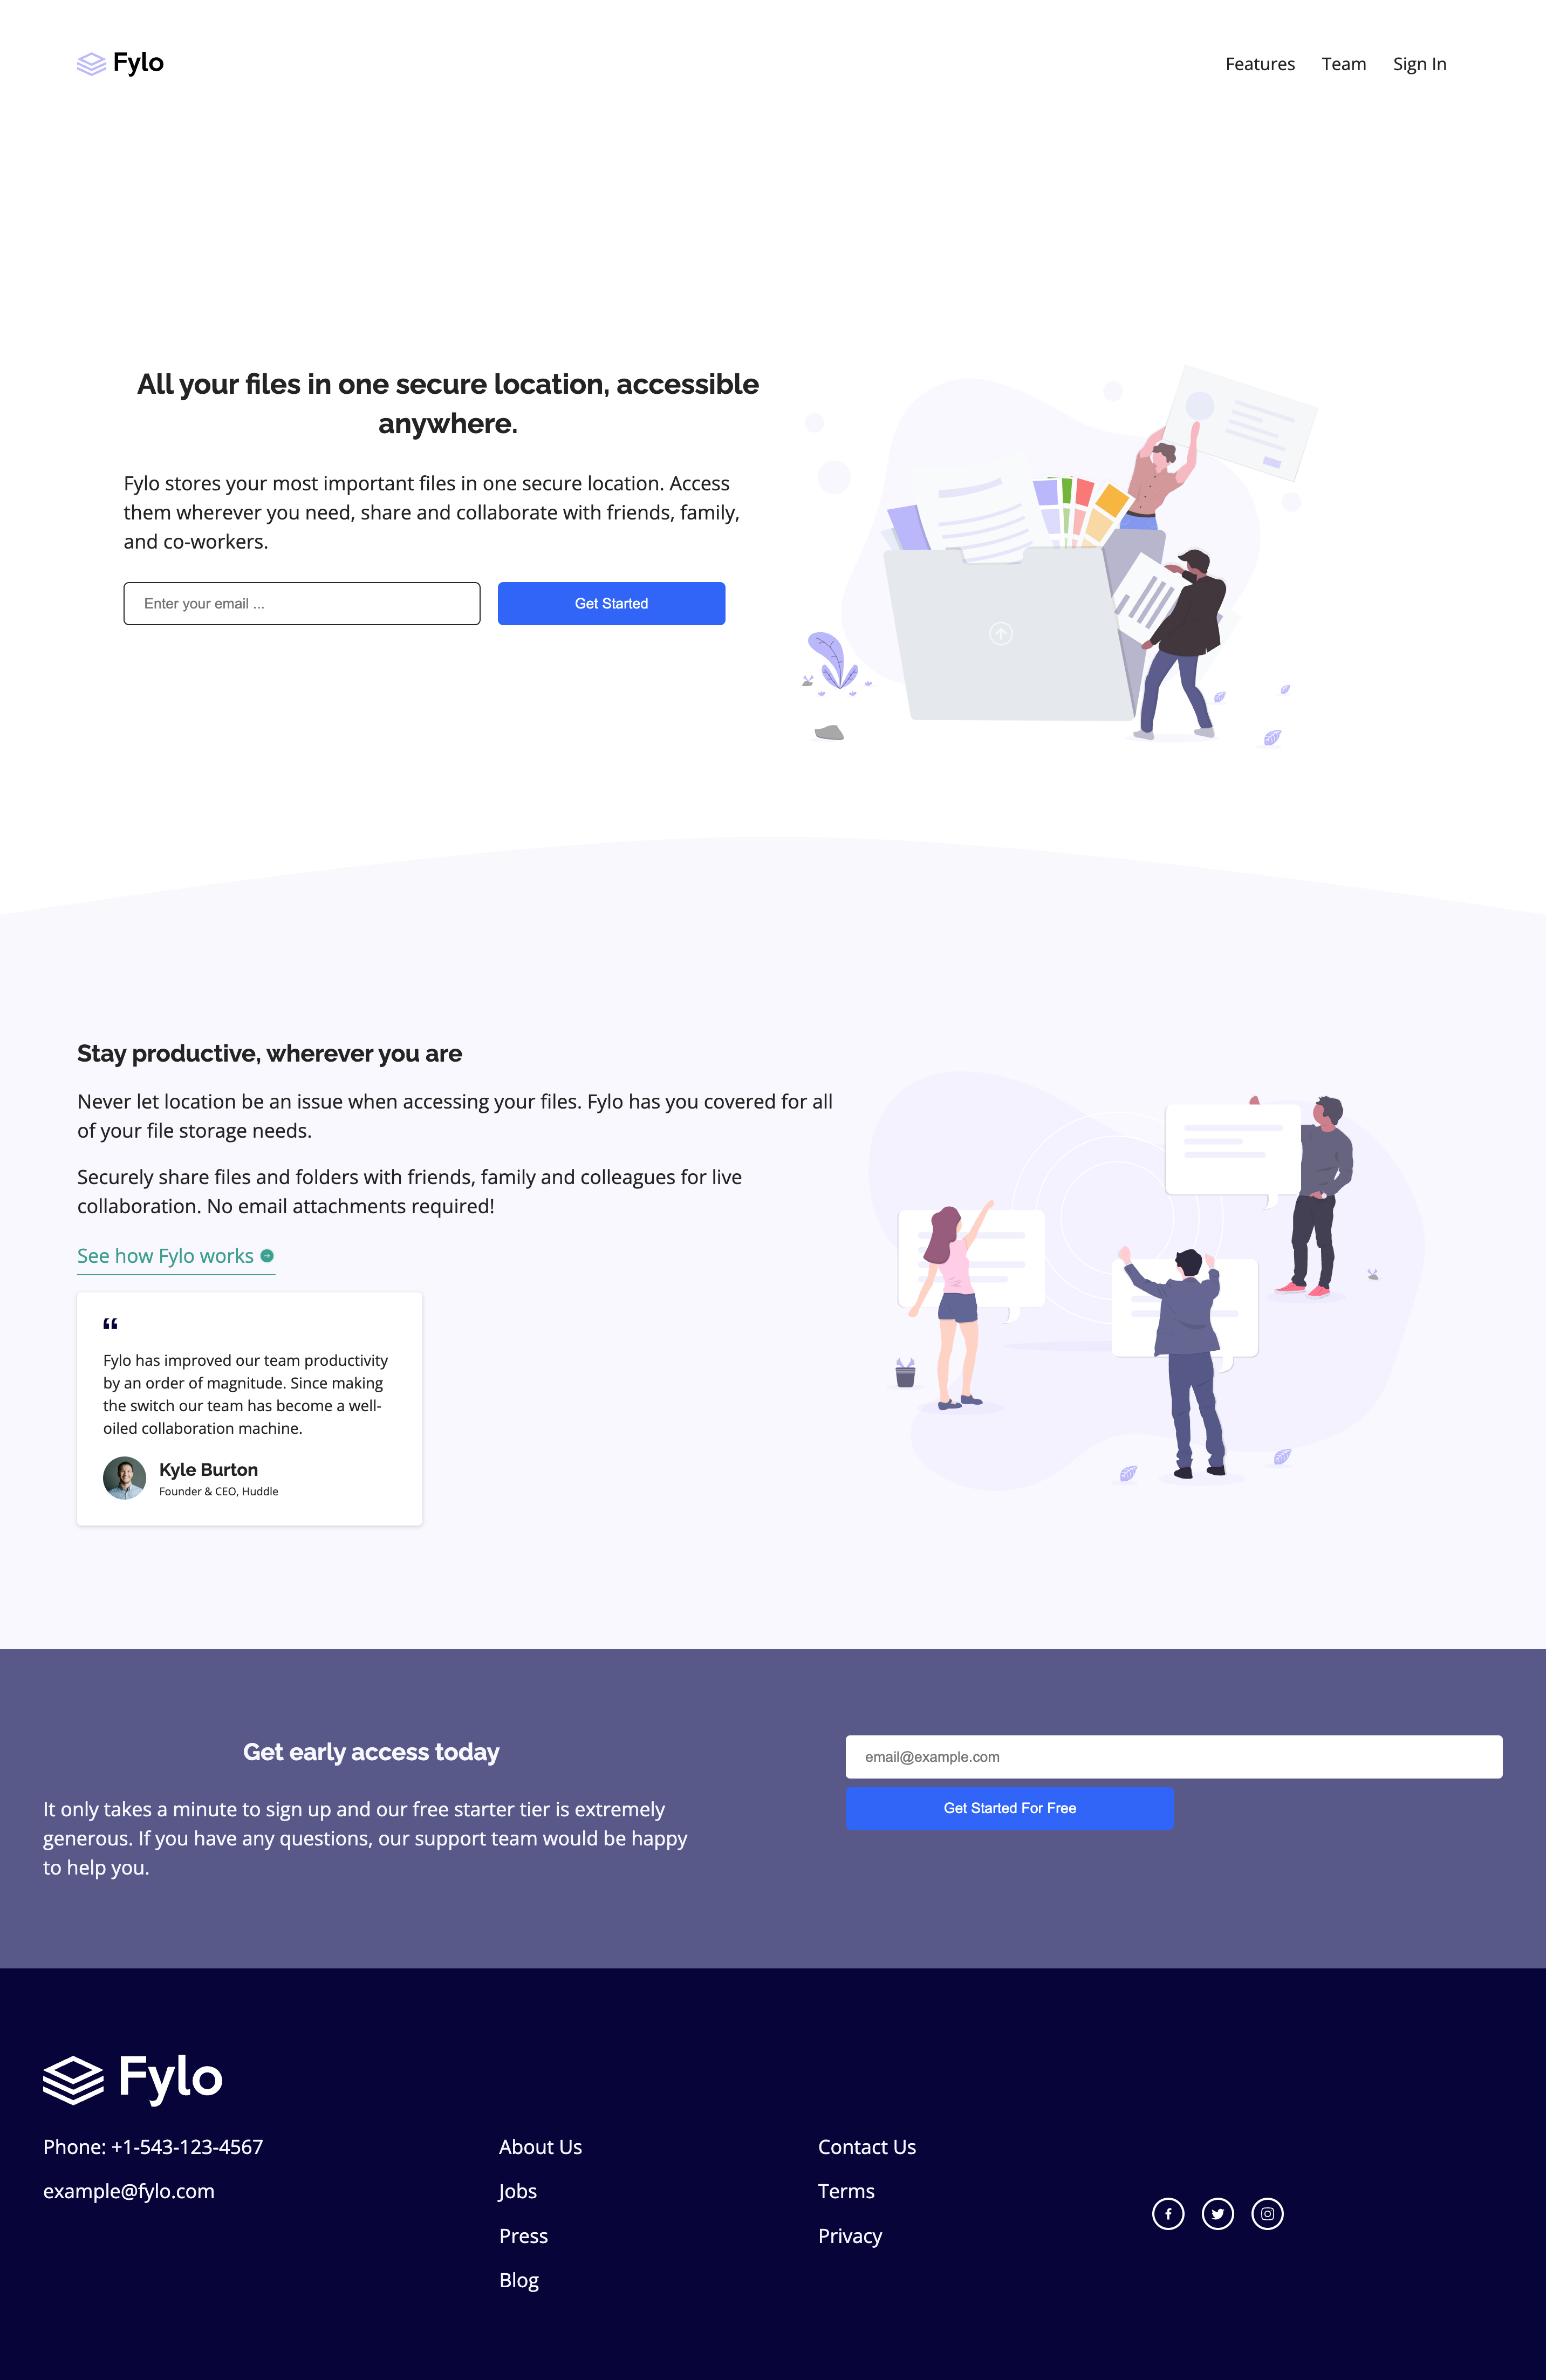 Fylo
Features Team Sign In
All your files in one secure location, accessible
anywhere.
Fylo stores your most important files in one secure location. Access
them wherever you need, share and collaborate with friends, family,
and co-workers.
Enter your email ...
Get Started
Stay productive, wherever you are
Never let location be an issue when accessing your files. Fylo has you covered for all
of your file storage needs.
Securely share files and folders with friends, family and colleagues for live
collaboration. No email attachments required!
See how Fylo works
“
Fylo has improved our team productivity
by an order of magnitude. Since making
the switch our team has become a well-
oiled collaboration machine.
Kyle Burton
Founder & CEO, Huddle
Get early access today
It only takes a minute to sign up and our free starter tier is extremely
generous. If you have any questions, our support team would be happy
to help you.
email@example.com
Get Started For Free
Fylo
Phone: +1-543-123-4567
example@fylo.com
About Us
Jobs
Press
Blog
Contact Us
Terms
Privacy